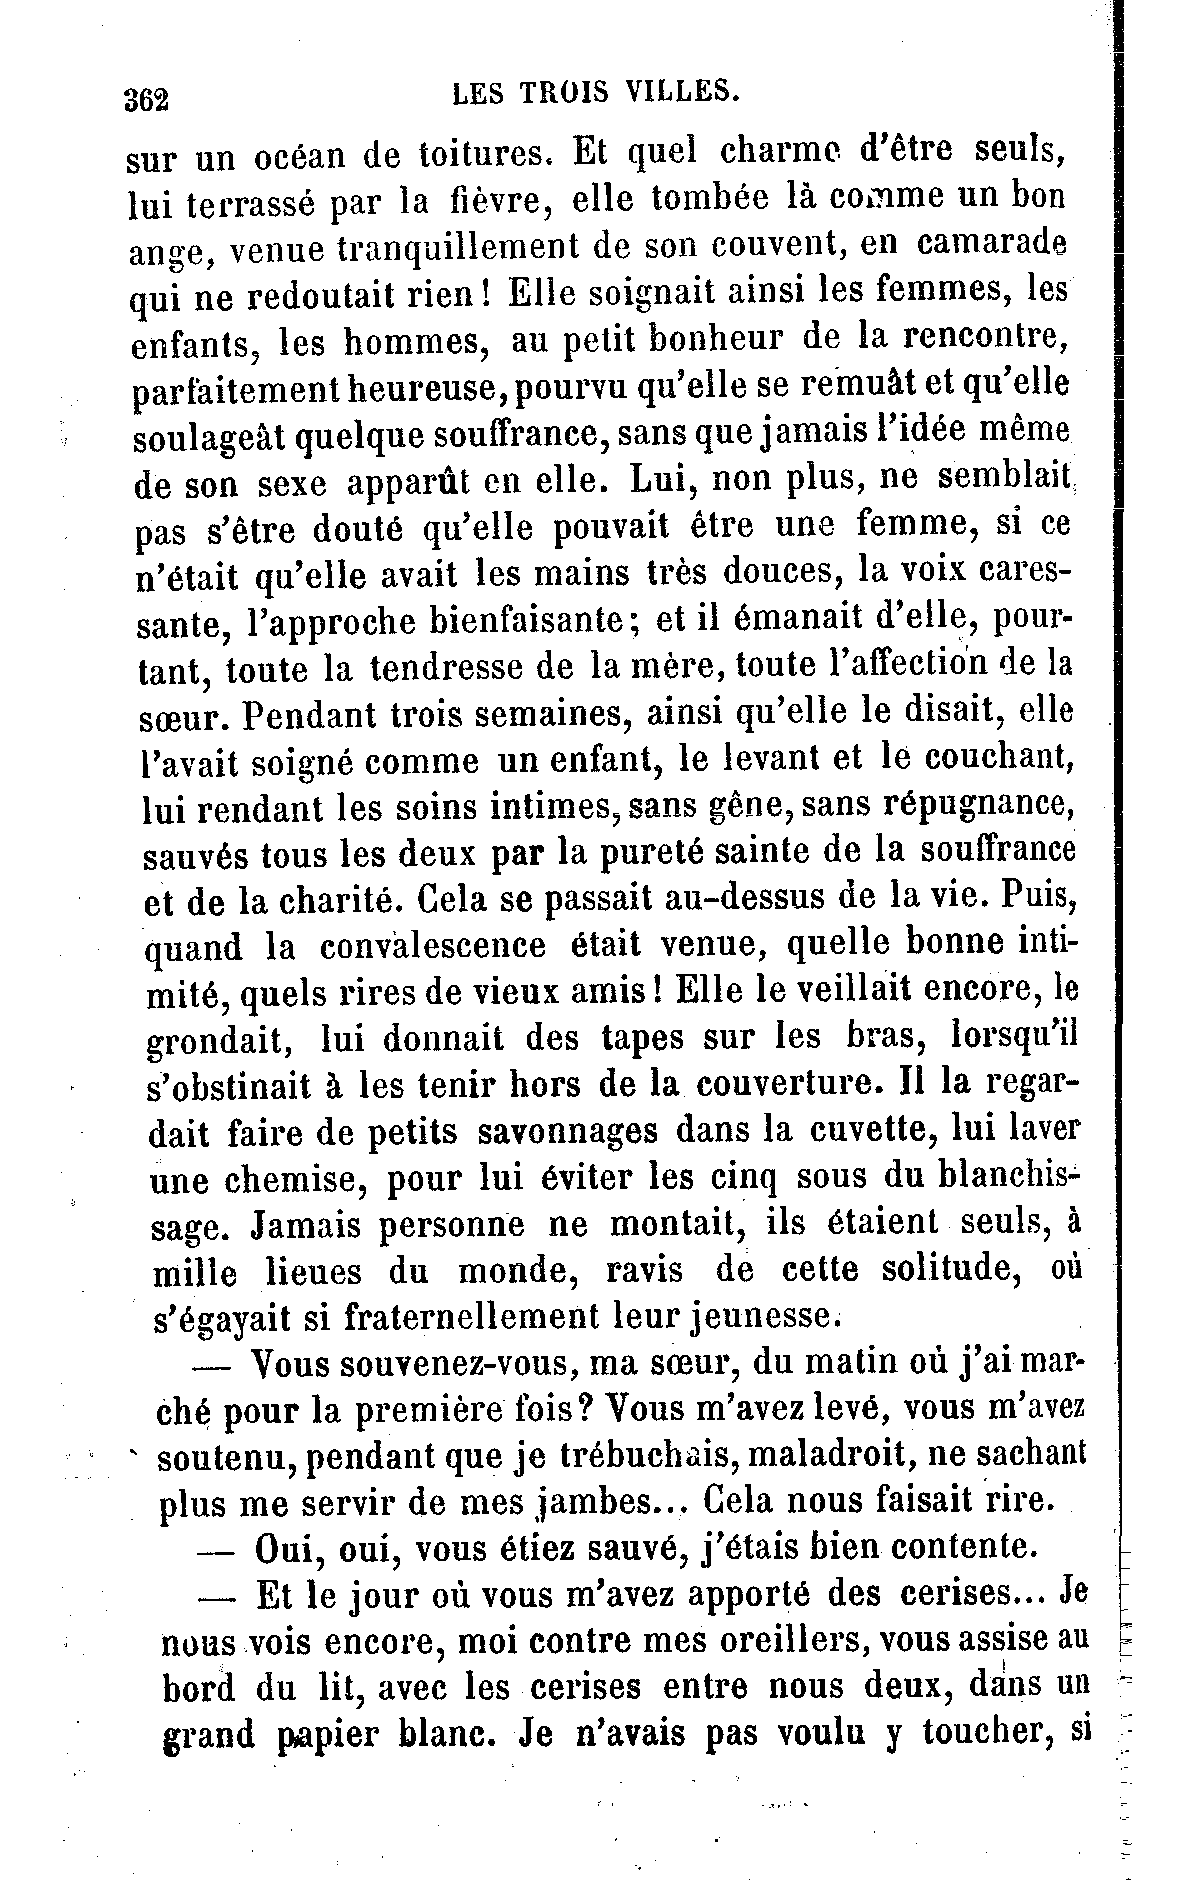 362 LES TROIS VILLES.
sur un océan de toitures. Et quel charme d'être seuls,
lui terrassé par la fièvre, elle tombée là comme un bon
ange, venue tranquillement de son couvent, en camarade
qui ne redoutait rien! Elle soignait ainsi les femmes, les
enfants, les hommes, au petit bonheur de la rencontre,
parfaitement heureuse, pourvu qu'elle se remuât et qu'elle
soulageât quelque souffrance, sans que jamais l'idée même
de son sexe apparût en elle. Lui, non plus, ne semblait
pas s'être douté qu'elle pouvait être une femme, si ce
n'était qu'elle avait les mains très douces, la voix cares-
sante, l'approche bienfaisante; et il émanait d'elle, pour-
tant, toute la tendresse de la mère, toute l'affection de la
sœur. Pendant trois semaines, ainsi qu'elle le disait, elle
l'avait soigné comme un enfant, le levant et le couchant,
lui rendant les soins intimes, sans gêne, sans répugnance,
sauvés tous les deux par la pureté sainte de la souffrance
et de la charité. Cela se passait au-dessus de la vie. Puis,
quand la convalescence était venue, quelle bonne inti-
mité, quels rires de vieux amis! Elle le veillait encore, le
grondait, lui donnait des tapes sur les bras, lorsqu'il
s'obstinait à les tenir hors de la couverture. Il la regar-
dait faire de petits savonnages dans la cuvette, lui laver
une chemise, pour lui éviter les cinq sous du blanchis-
sage. Jamais personne ne montait, ils étaient seuls, à
mille lieues du monde, ravis de cette solitude, où
s'égayait si fraternellement leur jeunesse.
— Vous souvenez-vous, ma sœur, du matin où j'ai mar-
ché pour la première fois? Vous m'avez levé, vous m'avez
soutenu, pendant que je trébuchais, maladroit, ne sachant
plus me servir de mes jambes... Cela nous faisait rire.
— Oui, oui, vous étiez sauvé, j'étais bien contente.
— Et le jour où vous m'avez apporté des cerises... Je
nous vois encore, moi contre mes oreillers, vous assise au
bord du lit, avec les cerises entre nous deux, dans un
grand papier blanc. Je n'avais pas voulu y toucher, si